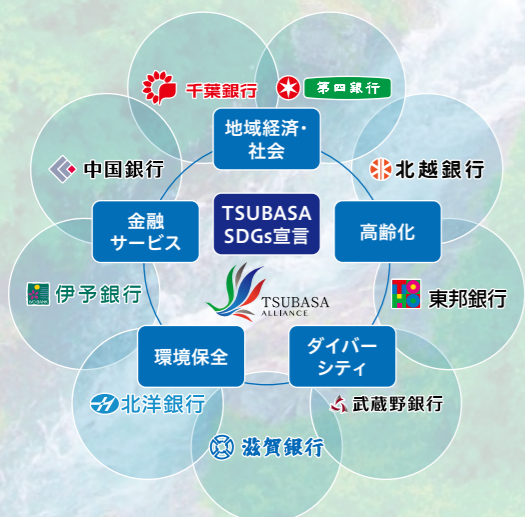 千葉銀行
第四銀行
地域経済・
社会
中国銀行
北越銀行
TSUBASA
SDGs宣言
金融
サービス
高齢化
伊予銀行
TSUBASA
ALLIANCE
TO
HO
東邦銀行
環境保全
ダイバー
シティ
北洋銀行
武蔵野銀行
滋賀銀行